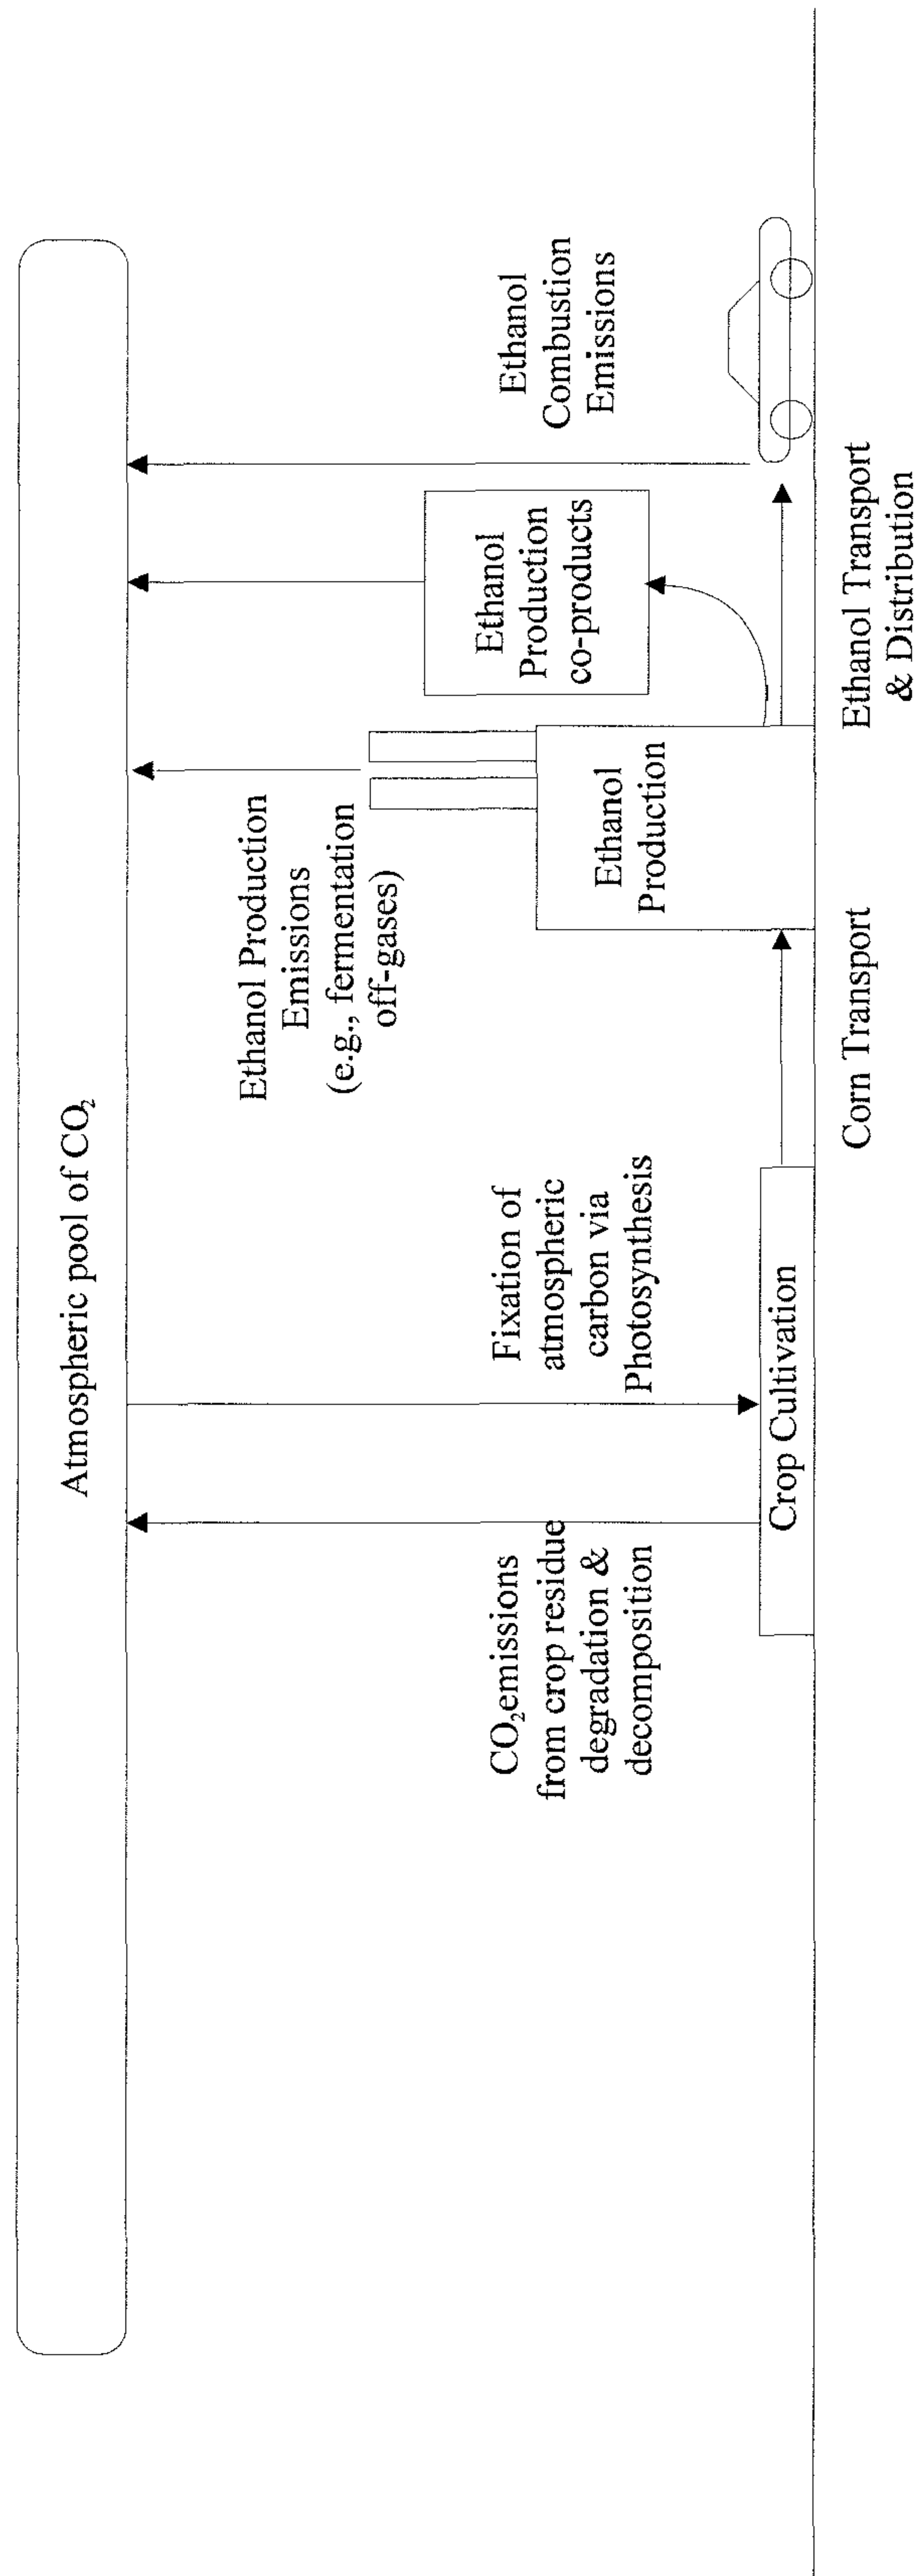 Atmospheric pool of CO₂
CO₂emissions
from crop residue
degradation &
decomposition
Fixation of
atmospheric
carbon via
Photosynthesis
Ethanol Production
Emissions
(e.g., fermentation
off-gases)
Ethanol
Production
co-products
Ethanol
Combustion
Emissions
Crop Cultivation
Ethanol
Production
Corn Transport
Ethanol Transport
& Distribution